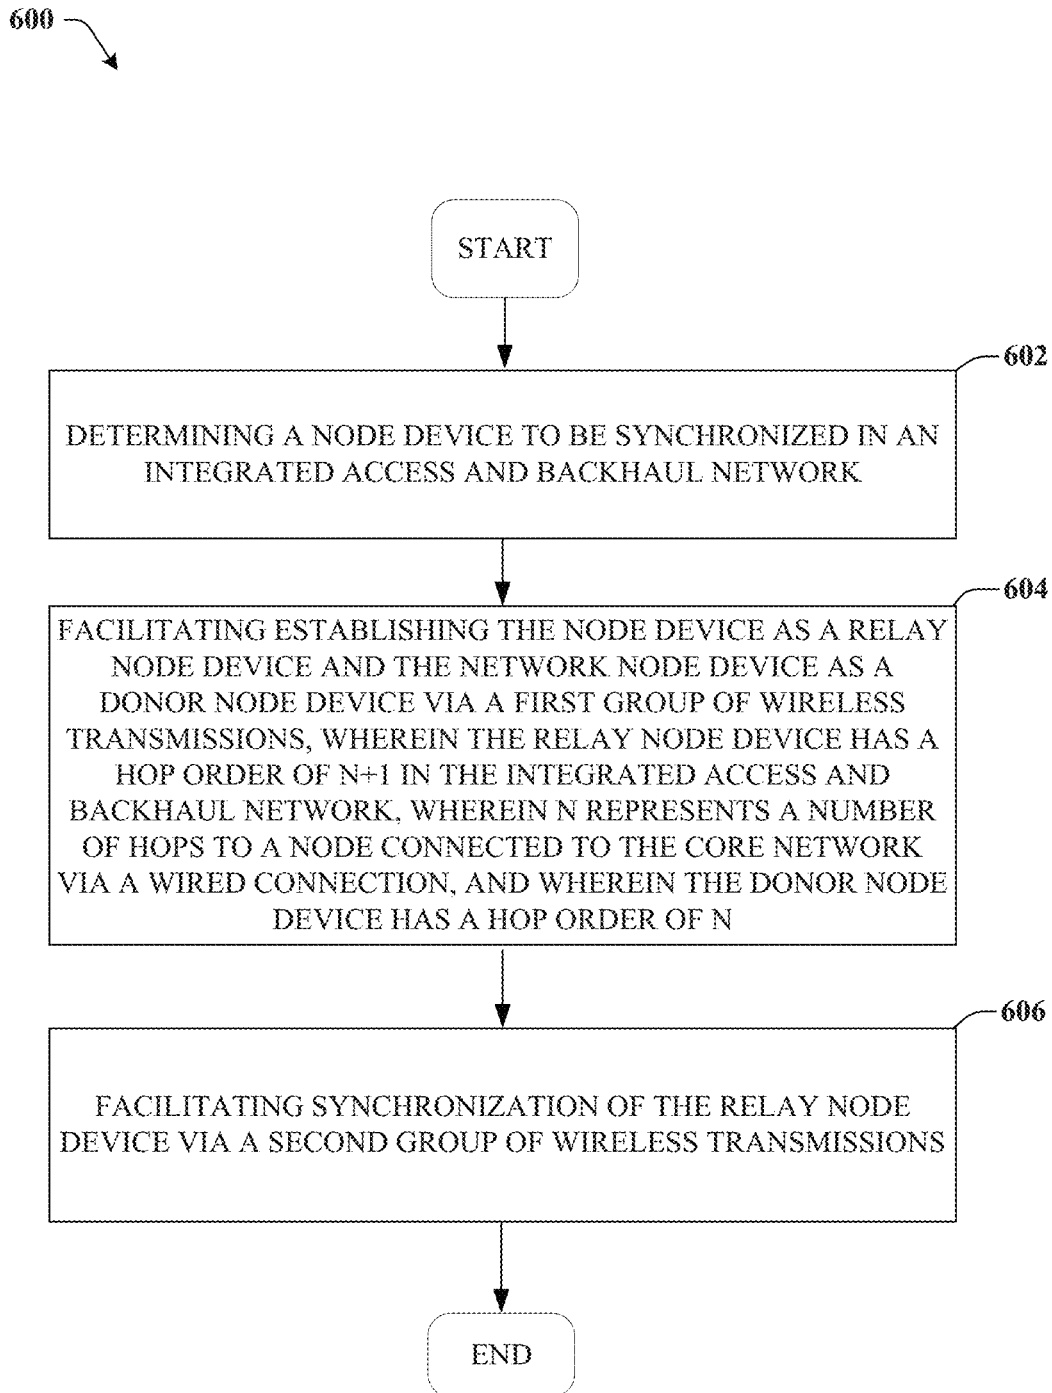 600
START
602
DETERMINING A NODE DEVICE TO BE SYNCHRONIZED IN AN
INTEGRATED ACCESS AND BACKHAUL NETWORK
604
FACILITATING ESTABLISHING THE NODE DEVICE AS A RELAY
NODE DEVICE AND THE NETWORK NODE DEVICE AS A
DONOR NODE DEVICE VIA A FIRST GROUP OF WIRELESS
TRANSMISSIONS, WHEREIN THE RELAY NODE DEVICE HAS A
HOP ORDER OF N+1 IN THE INTEGRATED ACCESS AND
BACKHAUL NETWORK, WHEREIN N REPRESENTS A NUMBER
OF HOPS TO A NODE CONNECTED TO THE CORE NETWORK
VIA A WIRED CONNECTION, AND WHEREIN THE DONOR NODE
DEVICE HAS A HOP ORDER OF N
606
FACILITATING SYNCHRONIZATION OF THE RELAY NODE
DEVICE VIA A SECOND GROUP OF WIRELESS TRANSMISSIONS
END